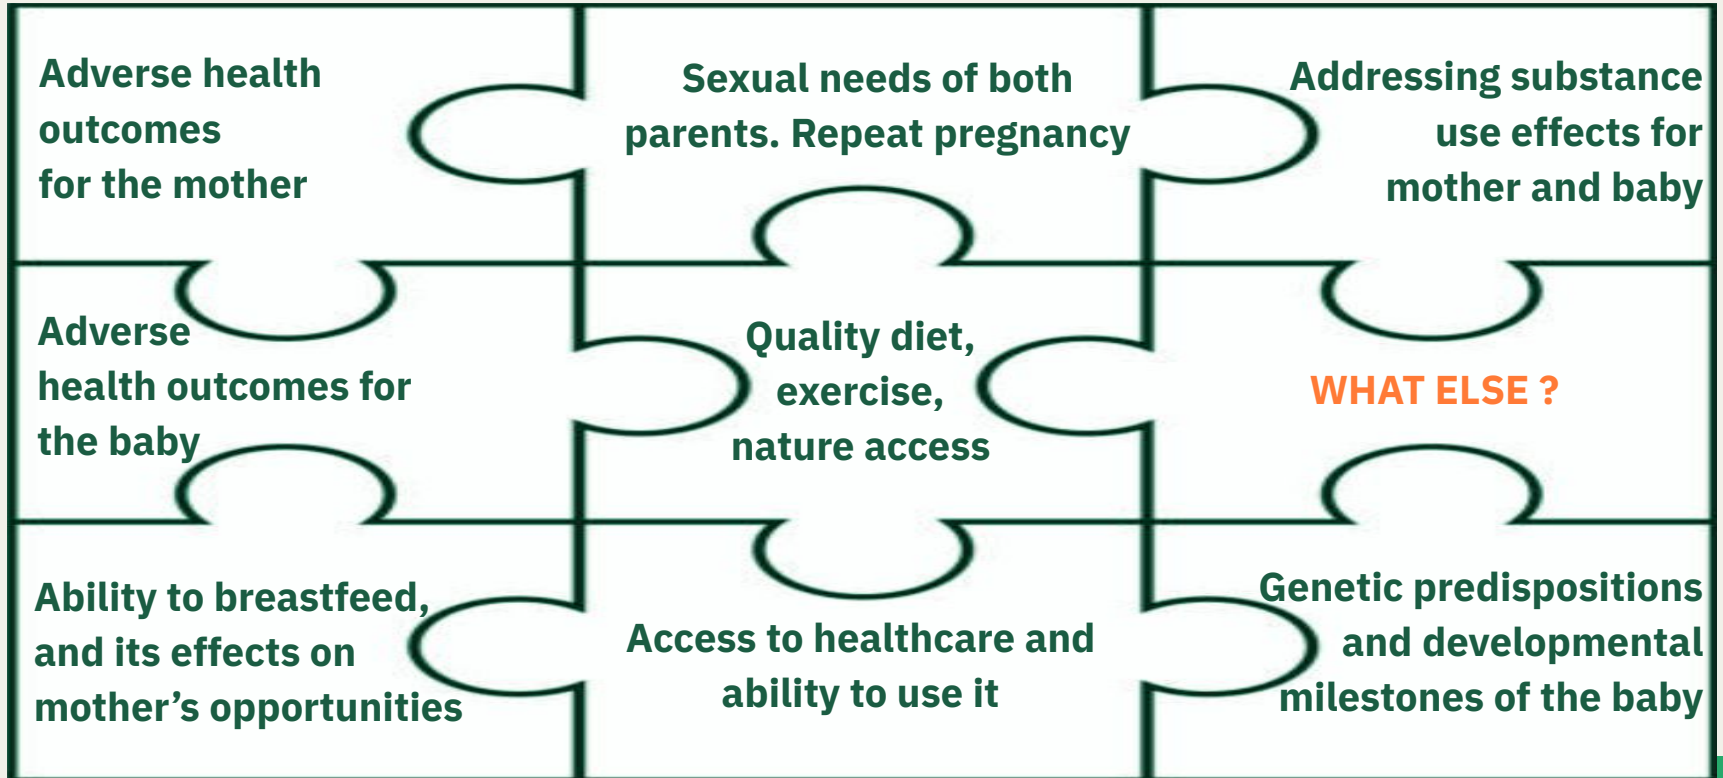 Adverse health
outcomes
for the mother
Sexual needs of both
parents. Repeat pregnancy
Addressing substance
use effects for
mother and baby
Adverse
health outcomes for
the baby
Quality diet,
exercise,
nature access
WHAT ELSE ?
Ability to breastfeed,
and its effects on
mother’s opportunities
Access to healthcare and
ability to use it
Genetic predispositions
and developmental
milestones of the baby